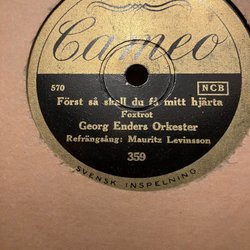 Cameo
570
NCB
Först så skall du få mitt hjärta
Foxtrot
Georg Enders Orkester
Refrängsång: Mauritz Levinsson
359
SVENSK INSPELNING